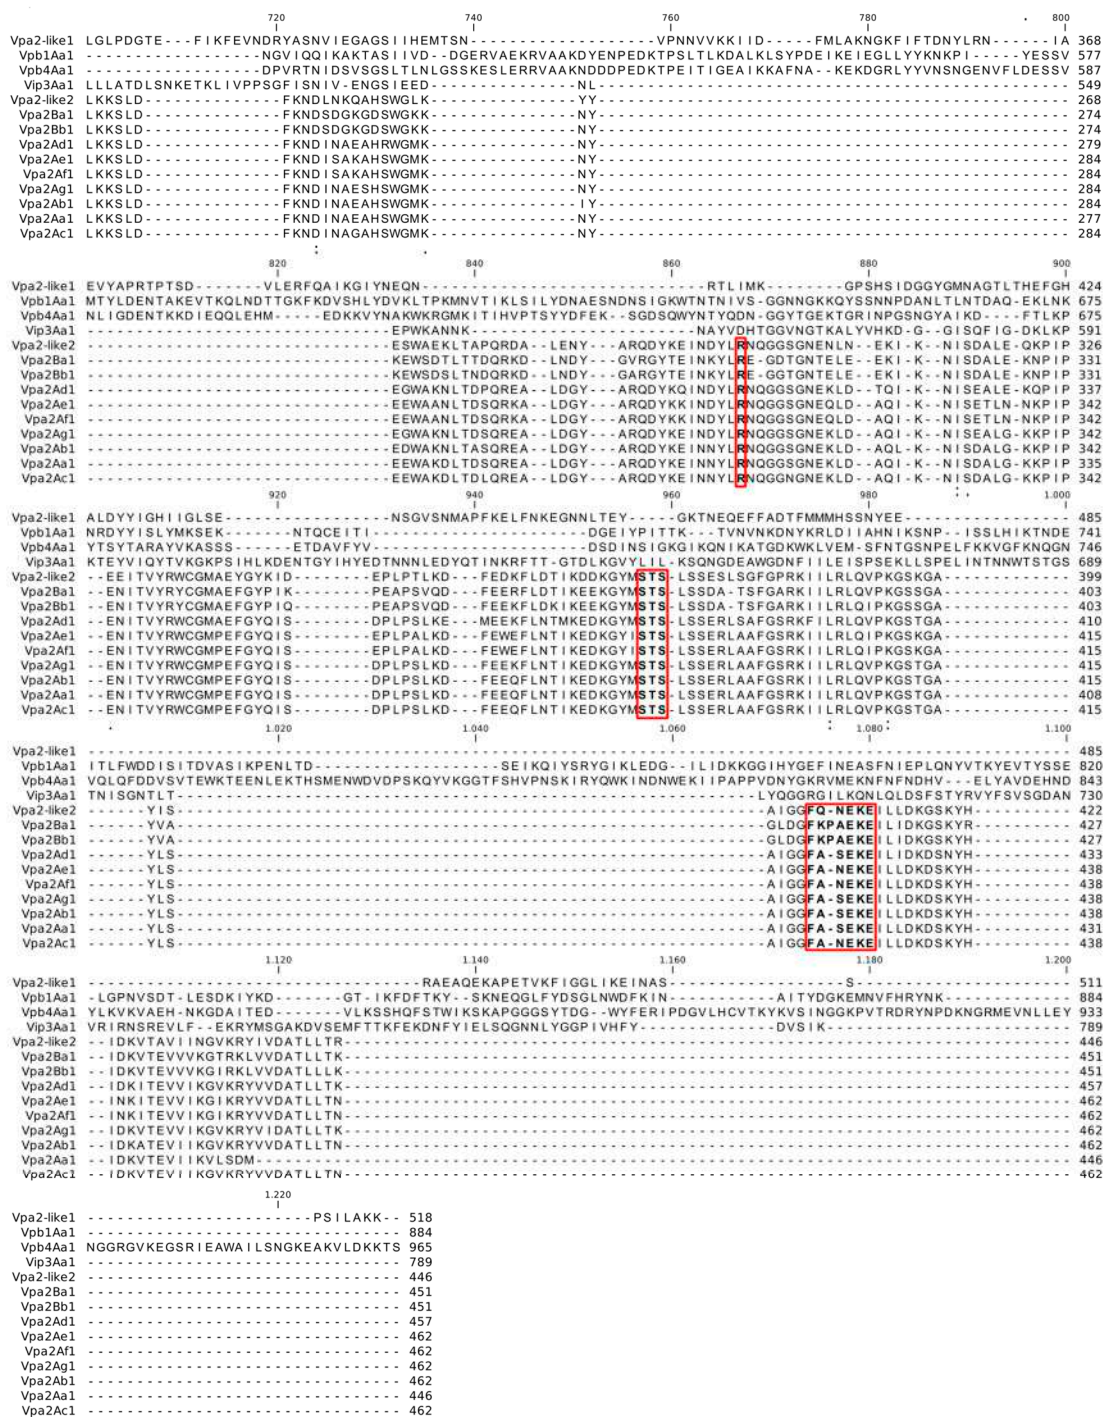 720 740 760 780 800
Vpa2-like1 LGLPDGTE---FIKFEVNDRYASNVIEGAGSIIHEMTSN-------------------VPNNVVKKIID-----FMLAKNGKFIFTDNYLRN------IA 368
Vpb1Aa1 ------------------NGVIQQIKAKTASIIVD--DGERVAEKRVAAKDYENPEDKTPSLTLKDALKLSYPDEIKEIEGLLYYKNKPI----YESSV 577
Vpb4Aa1 ------------------DPVRTNIDSVSGSLTLNLGSSKESLERRVAAKNDDDPEDKTPEITIGEAIKKAFNA-KEKDGRLYYVNSNGENVFLDESSV 587
Vip3Aa1 LLLATDLSNKETKLIVPPSGFISNIV-ENGSIEED---------------NL------------------------------------------------ 549
Vpa2-like2 LKKSLD--------------FKNDLNKQAHSWGLK---------------YY------------------------------------------------ 268
Vpa2Ba1 LKKSLD--------------FKNDSDGKGDSWGKK---------------NY------------------------------------------------ 274
Vpa2Bb1 LKKSLD--------------FKNDSDGKGDSWGKK---------------NY------------------------------------------------ 274
Vpa2Ad1 LKKSLD--------------FKNDINAEAHRWGMK---------------NY------------------------------------------------ 279
Vpa2Ae1 LKKSLD--------------FKNDISAKAHSWGMK---------------NY------------------------------------------------ 284
Vpa2Af1 LKKSLD--------------FKNDISAKAHSWGMK---------------NY------------------------------------------------ 284
Vpa2Ag1 LKKSLD--------------FKNDINAESHSWGMK---------------NY------------------------------------------------ 284
Vpa2Ab1 LKKSLD--------------FKNDINAEAHSWGMK---------------IY------------------------------------------------ 284
Vpa2Aa1 LKKSLD--------------FKNDINAEAHSWGMK---------------NY------------------------------------------------ 277
Vpa2Ac1 LKKSLD--------------FKNDINAGAHSWGMK---------------NY------------------------------------------------ 284
820 840 860 880 900
Vpa2-like1 EVYAPRTPTSD-------VLERFQAIKGIYNEQN-----------------------------RTLIMK--------GPSHSIDGGYGMNAGTLTHEFGH 424
Vpb1Aa1 MTYLDENTAKEVTKQLNDTTGKFKDVSHLYDVKLTPKMNVTIKLSILYDNAESNDNSIGKWTNTNIVS-GGNNGKKQYSSNNPDANLTLNTDAQ-EKLNK 675
Vpb4Aa1 NLIGDENTKKDIEQQLEHM-----EDKKVYNAKWKRGMKITIHVPTSYYDFEK--SGDSQWYNTYQDN-GGYTGEKTGRINPGSNGYAIKD---FTLKP 675
Vip3Aa1 -------------------------------EPWKANNK-----------------------NAYVDHTGGVNGTKALYVHKD-G-GISQFIG-DKLKP 591
Vpa2-like2 -------------------------------ESWAEKLTAPQRDA--LENY---ARQDYKEINDYLRNQGGSGNENLN--EKI-K--NISDALE-QKPIP 326
Vpa2Ba1 -------------------------------KEWSDTLTTDQRKD--LNDY---GVRGYTEINKYLRE-GDTGNTELE--EKI-K--NISDALE-KKPIP 331
Vpa2Bb1 -------------------------------KEWSDSLTNDQRKD--LNDY---GARGYTEINKYLRE-GGTGNTELE--EKI-K--NISDALE-KKPIP 331
Vpa2Ad1 -------------------------------EGWAKNLTDPQREA--LDGY---ARQDYKQINDYLRNQGGSGNEKLD--TQI-K--NISEALE-KQPIP 337
Vpa2Ae1 -------------------------------EEWAANLTDSQRKA--LDGY---ARQDYKKINDYLRNQGGSGNEQLD--AQI-K--NISETLN-NKPIP 342
Vpa2Af1 -------------------------------EEWAANLTDSQRKA--LDGY---ARQDYKKINDYLRNQGGSGNEQLD--AQI-K--NISETLN-NKPIP 342
Vpa2Ag1 -------------------------------EGWAKNLTDSQREA--LDGY---ARQDYKEINNYLRNQGGSGNEKLD--AQI-K--NISEALG-KKPIP 342
Vpa2Ab1 -------------------------------EDWAKNLTDSQREA--LDGY---ARQDYKEINDYLRNQGGSGNEKLD--AQL-K--NISDALE-QKPIP 342
Vpa2Aa1 -------------------------------EEWAKNLTDSQREA--LDGY---ARQDYKEINNYLRNQGGSGNEKLD--AQI-K--NISDALG-KKPIP 335
Vpa2Ac1 -------------------------------EEWAKDLTDLQREA--LDGY---ARQDYKEINNYLRNQGGNGNEKLD--AQI-K--NISDALG-KKPIP 342
920 940 960 980 1.000
Vpa2-like1 ALDYYIGHIIGLSE-----------------NSGVSNMAPFKELFNKEGNNLTEY-----GKTNEQEFFADTFMMMHSSNYEE----------------- 485
Vpb1Aa1 NRDYYISLYMKSEK-------NTQCEITI----------------------DGEIYPITTK---TVNVNKDNYKRLDIIAHNIKSNP--ISSLHIKTNDE 741
Vpb4Aa1 YTSYTARAYVKASSS------ETDAVFYV----------------------DSDINSIGKGIKQNIKATGDKWKLVEM-SFNTGSNPELFKKVGFKNQGN 746
Vip3Aa1 KTEYVIQYTVKGKPSIHLKDENTGYIHYEDTNNNLEDYQTINKRFTT-GTDLKGVYLIL-KSQNGDEAWGDNFIILEISPSEKLLSPELINTNNWTSTGS 689
Vpa2-like2 --EEITVYRWCGMAEYGYKID---------EPLPTLKD---FEDKFLDTIKDDKGYMSTS-LSSESLSGFGPRKIILRLQVPKGSKGA------------ 399
Vpa2Ba1 --ENITVYRWCGMAEFGYPIK---------PEAPSVQD---FEERFLDKIKEEKGYMSTS-LSSDA-TSFGARKIILRLQVPKGSSGA------------ 403
Vpa2Bb1 --ENITVYRWCGMAEFGYPIQ---------PEAPSVQD---FEEKFLDKIKEEKGYMSTS-LSSDA-TSFGARKIILRLQVPKGSSGA------------ 403
Vpa2Ad1 --ENITVYRWCGMAEFGYQIS---------DPLPSLKE---MEEKFLNTMKEDKGYMSTS-LSSERLSAFGSRKFILRLQVPKGSTGA------------ 410
Vpa2Ae1 --ENITVYRWCGMPEFGYQIS---------EPLPALKD---FEWEFLNTIKEDKGYISTS-LSSERLAAFGSRKIILRLQIPKGSKGA------------ 415
Vpa2Af1 --ENITVYRWCGMPEFGYQIS---------EPLPALKD---FEWEFLNTIKEDKGYISTS-LSSERLAAFGSRKIILRLQIPKGSKGA------------ 415
Vpa2Ag1 --ENITVYRWCGMPEFGYQIS---------DPLPSLKD---FEEKFLNTIKEDKGYMSTS-LSSERLAAFGSRKIILRLQVPKGSTGA------------ 415
Vpa2Ab1 --ENITVYRWCGMPEFGYQIS---------DPLPSLKD---FEEQFLNTIKEDKGYMSTS-LSSERLAAFGSRKIILRLQVPKGSTGA------------ 415
Vpa2Aa1 --ENITVYRWCGMPEFGYQIS---------DPLPSLKD---FEEQFLNTIKEDKGYMSTS-LSSERLAAFGSRKIILRLQVPKGSTGA------------ 408
Vpa2Ac1 --ENITVYRWCGMPEFGYQIS---------DPLPSLKD---FEEQFLNTIKEDKGYMSTS-LSSERLAAFGSRKIILRLQVPKGSTGA------------ 415
1.020 1.040 1.060 1.080 1.100
Vpa2-like1 ---------------------------------------------------------------------------------------------------- 485
Vpb1Aa1 ITLFWDDISITDVASIKPENLTD-------------------SEIKQIYSRYGIKLEDG---ILIDKKGGIHYGEFINEASFNIEPLQNYVTKYEVTYSSE 820
Vpb4Aa1 VQLQFDDVSVTEWKTEENLEKTHSMENWDVDPSKQYVKGGTFSHVPNSKIRYQWKINDNWEKIIPAPPVDNYGKRVMEKNFNFNDHV---ELYAVDEHND 843
Vip3Aa1 TNISGNTLT-----------------------------------------------------------LYQGGRGILKQNLQLDSFSTYRVYFSVSGDAN 730
Vpa2-like2 ------YIS------------------------------------------------------------AIGGFQ-NEKEILLDKGSKYH---------- 422
Vpa2Ba1 ------YVA------------------------------------------------------------GLDGFKPAEKEILIDKGSKYR---------- 427
Vpa2Bb1 ------YVA------------------------------------------------------------GLDGFKPAEKEILIDKGSKYH---------- 427
Vpa2Ad1 ------YLS------------------------------------------------------------AIGGFA-SEKEILLDKDSNYH---------- 433
Vpa2Ae1 ------YLS------------------------------------------------------------AIGGFA-NEKEILLDKDSKYH---------- 438
Vpa2Af1 ------YLS------------------------------------------------------------AIGGFA-NEKEILLDKDSKYH---------- 438
Vpa2Ag1 ------YLS------------------------------------------------------------AIGGFA-SEKEILLDKDSKYH---------- 438
Vpa2Ab1 ------YLS------------------------------------------------------------AIGGFA-SEKEILLDKDSKYH---------- 438
Vpa2Aa1 ------YLS------------------------------------------------------------AIGGFA-SEKEILLDKDSKYH---------- 431
Vpa2Ac1 ------YLS------------------------------------------------------------AIGGFA-NEKEILLDKDSKYH---------- 438
1.120 1.140 1.160 1.180 1.200
Vpa2-like1 ----------------------------------RAEAQEKAPETVKFIGGLIKEINAS------------------S---------------------- 511
Vpb1Aa1 -LGPNVSDT-LESDKIYKD-------GT-IKFDFTKY--SKNEQGLFYDSGLNWDFKIN-----------AITYDGKEMNVFHRYNK------------- 884
Vpb4Aa1 YLKVKVAEH-NKGDAITED-------VLKSSHQFSTWIKSKAPGGGSYTDG--WYFERIPDGVLHCVTKYKVSINGGKPVTRDRYNPDKNGRMEVNLLEY 933
Vip3Aa1 VRIRNSREVLF--EKRYMSGAKDVSEMFTTKFEKDNFYIELSQGNNLYGGPIVHFY--------------DVSIK------------------------- 789
Vpa2-like2 --IDKVTAVIINGVKRYIVDATLLTR-------------------------------------------------------------------------- 446
Vpa2Ba1 --IDKVTEVVVKGTRKLVVDATLLTK-------------------------------------------------------------------------- 451
Vpa2Bb1 --IDKVTEVVVKGIRKLVVDATLLLK-------------------------------------------------------------------------- 451
Vpa2Ad1 --IDKITEVVIKGVKRYVVDATLLTK-------------------------------------------------------------------------- 457
Vpa2Ae1 --INKITEVVIKGIKRYVVDATLLTN-------------------------------------------------------------------------- 462
Vpa2Af1 --INKITEVVIKGIKRYVVDATLLTN-------------------------------------------------------------------------- 462
Vpa2Ag1 --IDKVTEVVIKGVKRYVIDATLLTK-------------------------------------------------------------------------- 462
Vpa2Ab1 --IDKATEVIIKGVKRYVVDATLLTN-------------------------------------------------------------------------- 462
Vpa2Aa1 --IDKVTEVIIKVLSDM----------------------------------------------------------------------------------- 446
Vpa2Ac1 --IDKVTEVIIKGVKRYVVDATLLTN-------------------------------------------------------------------------- 462
1.220
Vpa2-like1 -----------------------PSILAKK-- 518
Vpb1Aa1 -------------------------------- 884
Vpb4Aa1 NGGRGVKEGSRIEAWAILSNGKEAKVLDKKTS 965
Vip3Aa1 -------------------------------- 789
Vpa2-like2 -------------------------------- 446
Vpa2Ba1 -------------------------------- 451
Vpa2Bb1 -------------------------------- 451
Vpa2Ad1 -------------------------------- 457
Vpa2Ae1 -------------------------------- 462
Vpa2Af1 -------------------------------- 462
Vpa2Ag1 -------------------------------- 462
Vpa2Ab1 -------------------------------- 462
Vpa2Aa1 -------------------------------- 446
Vpa2Ac1 -------------------------------- 462